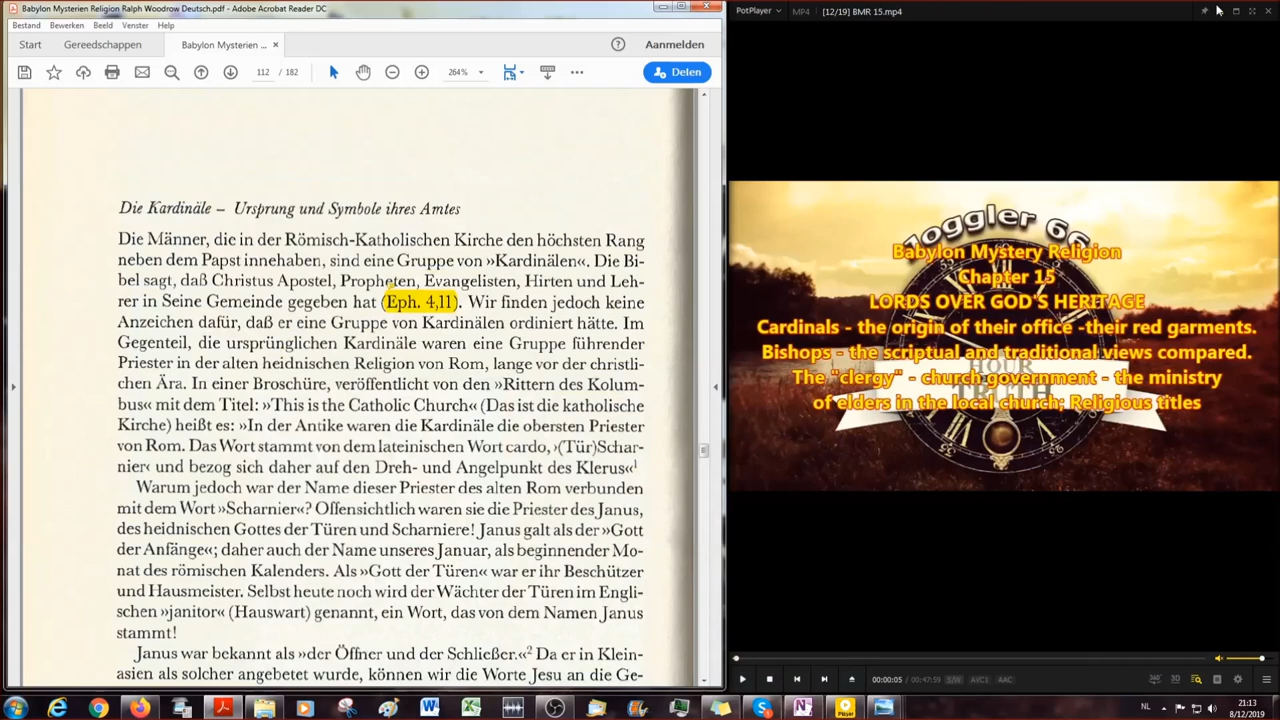 Babylon Mysterien Religion Ralph Woodrow Deutsch.pdf - Adobe Acrobat Reader DC
Bestand Bewerken Beeld Venster Help
Start Gereedschappen Babylon Mysterien ... × ? Aanmelden
112 / 182 264% Delen
Die Kardinäle – Ursprung und Symbole ihres Amtes
Die Männer, die in der Römisch-Katholischen Kirche den höchsten Rang
neben dem Papst innehaben, sind eine Gruppe von »Kardinälen«. Die Bi-
bel sagt, daß Christus Apostel, Propheten, Evangelisten, Hirten und Leh-
rer in Seine Gemeinde gegeben hat (Eph. 4,11). Wir finden jedoch keine
Anzeichen dafür, daß er eine Gruppe von Kardinälen ordiniert hätte. Im
Gegenteil, die ursprünglichen Kardinäle waren eine Gruppe führender
Priester in der alten heidnischen Religion von Rom, lange vor der christli-
chen Ära. In einer Broschüre, veröffentlicht von den »Rittern des Kolum-
bus« mit dem Titel: »This is the Catholic Church« (Das ist die katholische
Kirche) heißt es: »In der Antike waren die Kardinäle die obersten Priester
von Rom. Das Wort stammt von dem lateinischen Wort cardo, ›(Tür)Schar-
nier‹ und bezog sich daher auf den Dreh- und Angelpunkt des Klerus«1
Warum jedoch war der Name dieser Priester des alten Rom verbunden
mit dem Wort »Scharnier«? Offensichtlich waren sie die Priester des Janus,
des heidnischen Gottes der Türen und Scharniere! Janus galt als der »Gott
der Anfänge«; daher auch der Name unseres Januar, als beginnender Mo-
nat des römischen Kalenders. Als »Gott der Türen« war er ihr Beschützer
und Hausmeister. Selbst heute noch wird der Wächter der Türen im Engli-
schen »janitor« (Hauswart) genannt, ein Wort, das von dem Namen Janus
stammt!
Janus war bekannt als »der Öffner und der Schließer.«2 Da er in Klein-
asien als solcher angebetet wurde, können wir die Worte Jesu an die Ge-
PotPlayer MP4 [12/19] BMR 15.mp4
Joggler 66
Babylon Mystery Religion
Chapter 15
LORDS OVER GOD'S HERITAGE
Cardinals - the origin of their office -their red garments.
Bishops - the scriptual and traditional views compared.
The "clergy" - church government - the ministry
of elders in the local church; Religious titles
HOUR
00:00:05 / 00:47:59 S/W AVC1 AAC 360° 3D
NL 21:13
8/12/2019